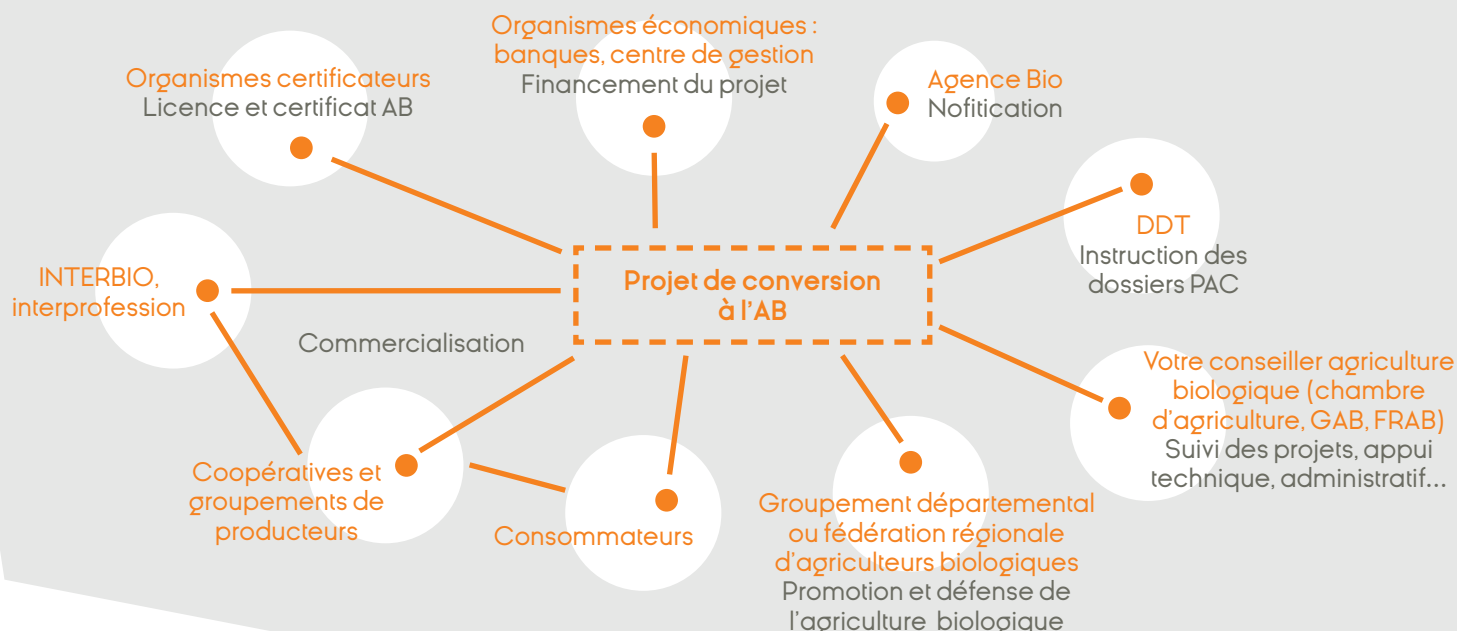 Organismes économiques :
banques, centre de gestion
Financement du projet
Organismes certificateurs
Licence et certificat AB
Agence Bio
Nofitication
DDT
Instruction des
dossiers PAC
INTERBIO,
interprofession
Projet de conversion
à l'AB
Commercialisation
Votre conseiller agriculture
biologique (chambre
d'agriculture, GAB, FRAB)
Suivi des projets, appui
technique, administratif...
Coopératives et
groupements de
producteurs
Consommateurs
Groupement départemental
ou fédération régionale
d'agriculteurs biologiques
Promotion et défense de
l'agriculture biologique